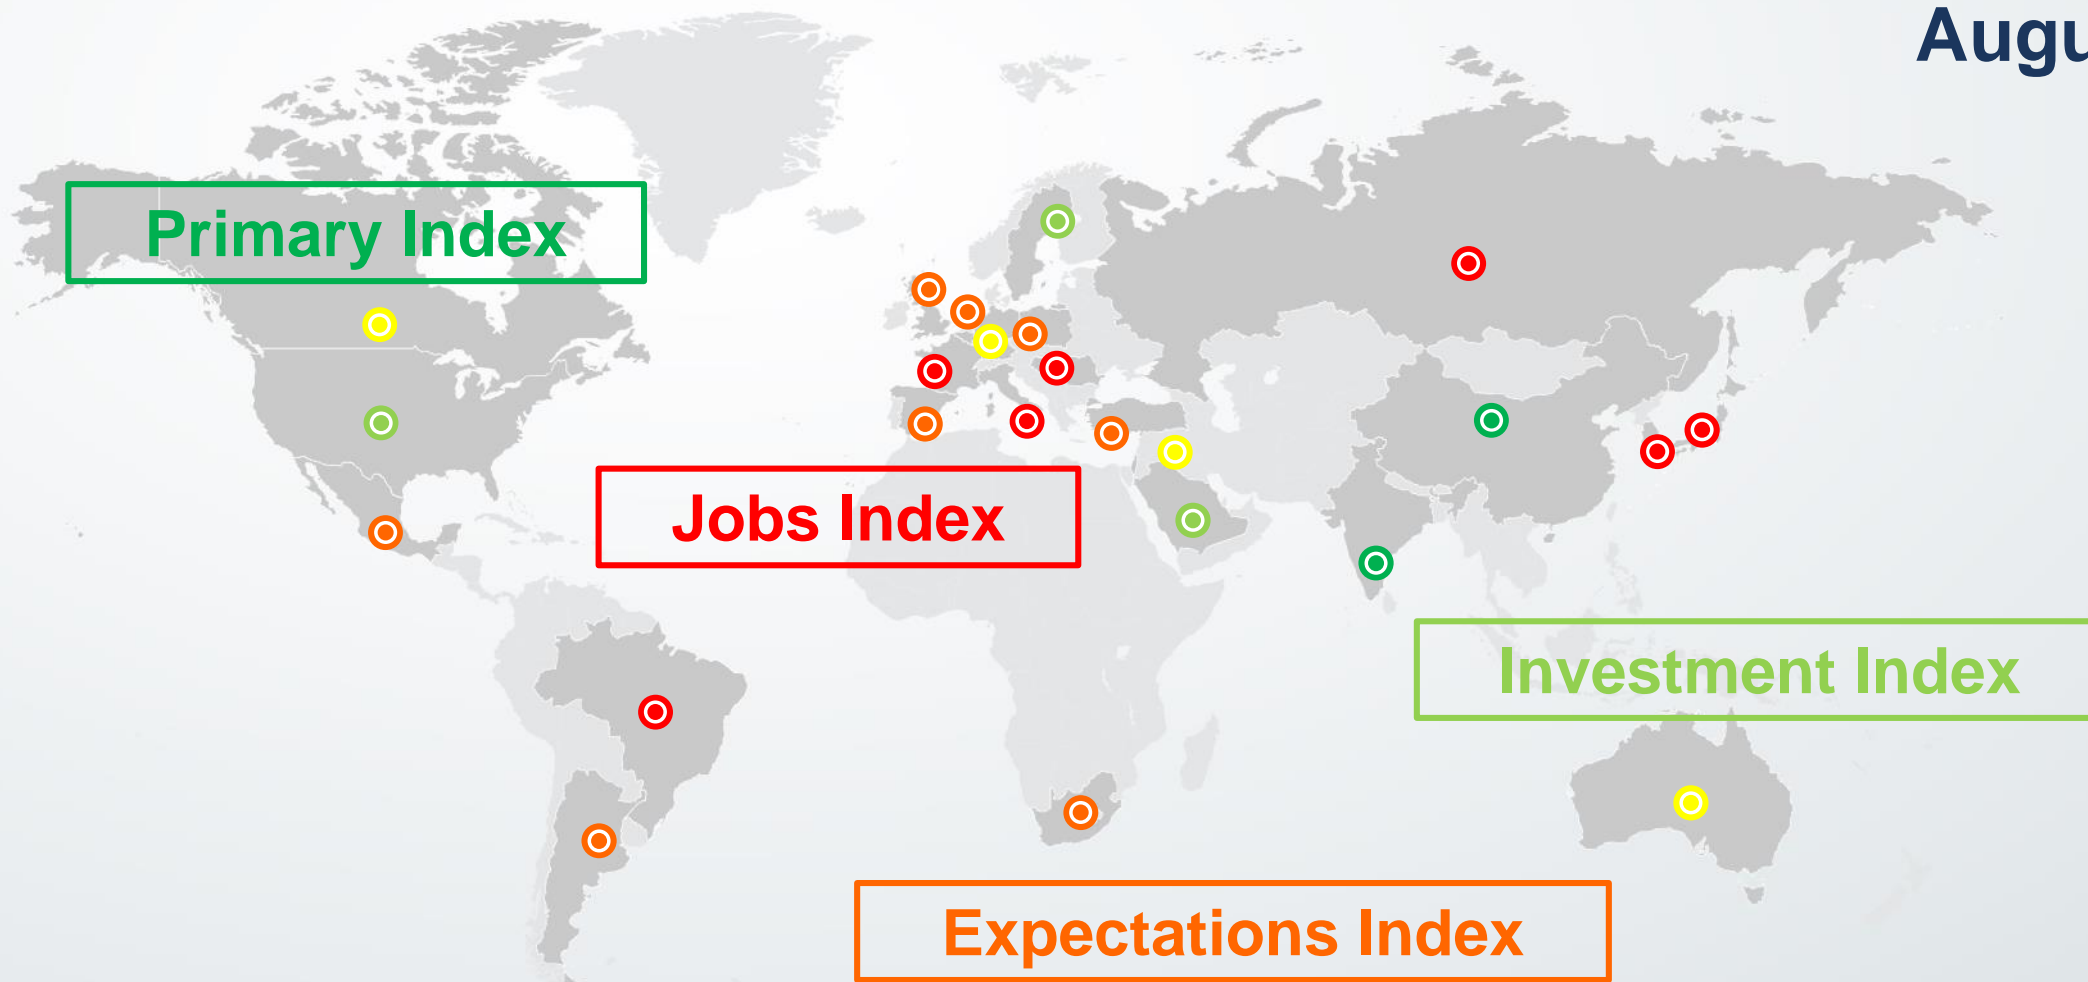 Primary Index
Jobs Index
Investment Index
Expectations Index